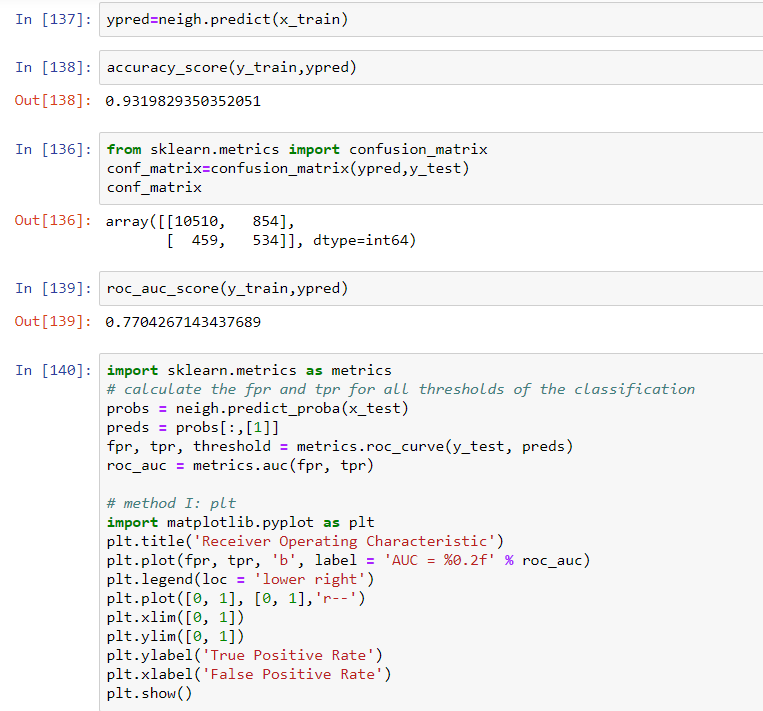 In [137]: ypred=neigh.predict(x_train)
In [138]: accuracy_score(y_train,ypred)
Out[138]: 0.9319829350352051
In [136]: from sklearn.metrics import confusion_matrix
conf_matrix=confusion_matrix(ypred,y_test)
conf_matrix
Out[136]: array([[10510,   854],
       [  459,   534]], dtype=int64)
In [139]: roc_auc_score(y_train,ypred)
Out[139]: 0.7704267143437689
In [140]: import sklearn.metrics as metrics
# calculate the fpr and tpr for all thresholds of the classification
probs = neigh.predict_proba(x_test)
preds = probs[:,[1]]
fpr, tpr, threshold = metrics.roc_curve(y_test, preds)
roc_auc = metrics.auc(fpr, tpr)
# method I: plt
import matplotlib.pyplot as plt
plt.title('Receiver Operating Characteristic')
plt.plot(fpr, tpr, 'b', label = 'AUC = %0.2f' % roc_auc)
plt.legend(loc = 'lower right')
plt.plot([0, 1], [0, 1],'r--')
plt.xlim([0, 1])
plt.ylim([0, 1])
plt.ylabel('True Positive Rate')
plt.xlabel('False Positive Rate')
plt.show()